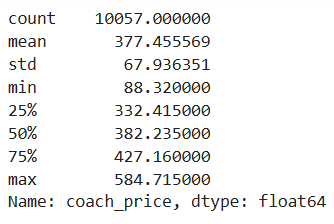 count    10057.000000
mean       377.455569
std         67.936351
min         88.320000
25%        332.415000
50%        382.235000
75%        427.160000
max        584.715000
Name: coach_price, dtype: float64